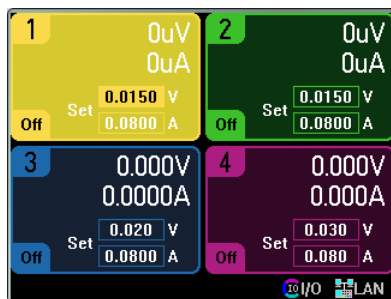 1 0uV 2 0uV
0uA 0uA
Set 0.0150 V Set 0.0150 V
Off 0.0800 A Off 0.0800 A
3 0.000V 4 0.000V
0.0000A 0.000A
Set 0.020 V Set 0.030 V
Off 0.0800 A Off 0.080 A
IO I/O LAN